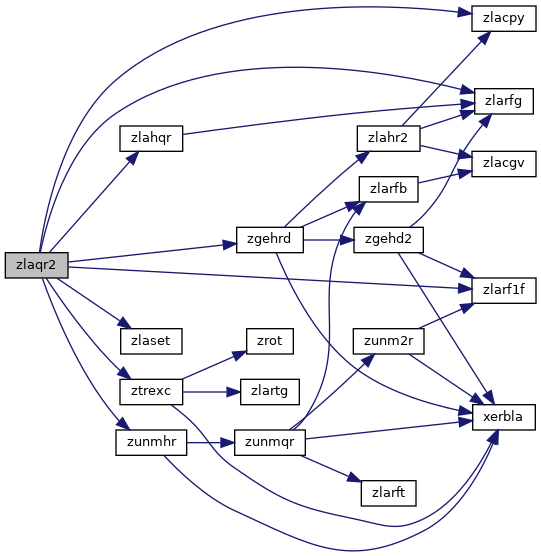 zlacpy
zlarfg
zlahqr
zlahr2
zlacgv
zlarfb
zgehrd
zgehd2
zlaqr2
zlarf1f
zlaset
zrot
zunm2r
ztrexc
zlartg
xerbla
zunmhr
zunmqr
zlarft